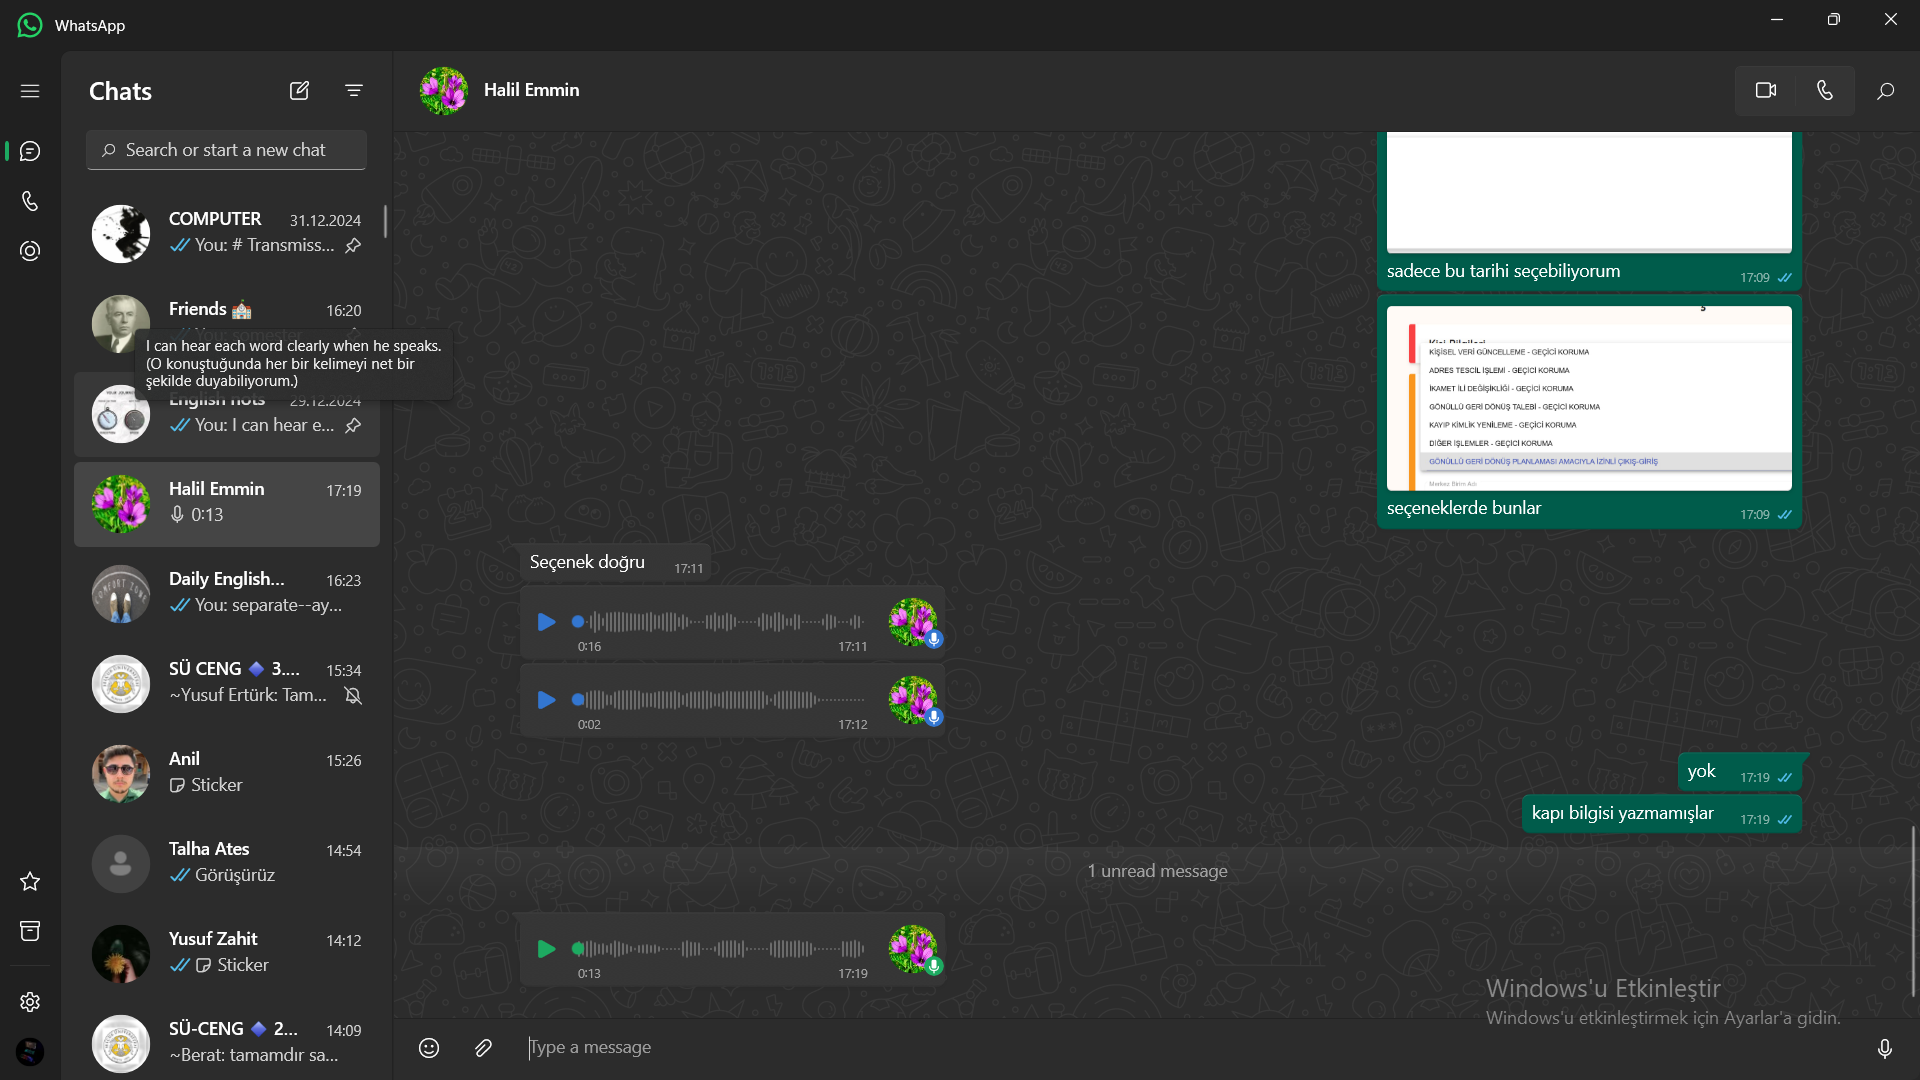 WhatsApp
Chats
Search or start a new chat
COMPUTER 31.12.2024
You: # Transmiss...
Friends 🏫 16:20
I can hear each word clearly when he speaks.
(O konuştuğunda her bir kelimeyi net bir
şekilde duyabiliyorum.)
English nots 29.12.2024
You: I can hear e...
Halil Emmin 17:19
0:13
Daily English... 16:23
You: separate--ay...
SÜ CENG 🔷 3.... 15:34
~Yusuf Ertürk: Tam...
Anil 15:26
Sticker
Talha Ates 14:54
Görüşürüz
Yusuf Zahit 14:12
Sticker
SÜ-CENG 🔷 2... 14:09
~Berat: tamamdır sa...
Halil Emmin
sadece bu tarihi seçebiliyorum 17:09
KİŞİSEL VERİ GÜNCELLEME - GEÇİCİ KORUMA
ADRES TESCİL İŞLEMİ - GEÇİCİ KORUMA
İKAMET İLİ DEĞİŞİKLİĞİ - GEÇİCİ KORUMA
GÖNÜLLÜ GERİ DÖNÜŞ TALEBİ - GEÇİCİ KORUMA
KAYIP KİMLİK YENİLEME - GEÇİCİ KORUMA
DİĞER İŞLEMLER - GEÇİCİ KORUMA
GÖNÜLLÜ GERİ DÖNÜŞ PLANLAMASI AMACIYLA İZİNLİ ÇIKIŞ-GİRİŞ
Merkez Birim Adı
seçeneklerde bunlar 17:09
Seçenek doğru 17:11
0:16 17:11
0:02 17:12
yok 17:19
kapı bilgisi yazmamışlar 17:19
1 unread message
0:13 17:19
Windows'u Etkinleştir
Windows'u etkinleştirmek için Ayarlar'a gidin.
Type a message